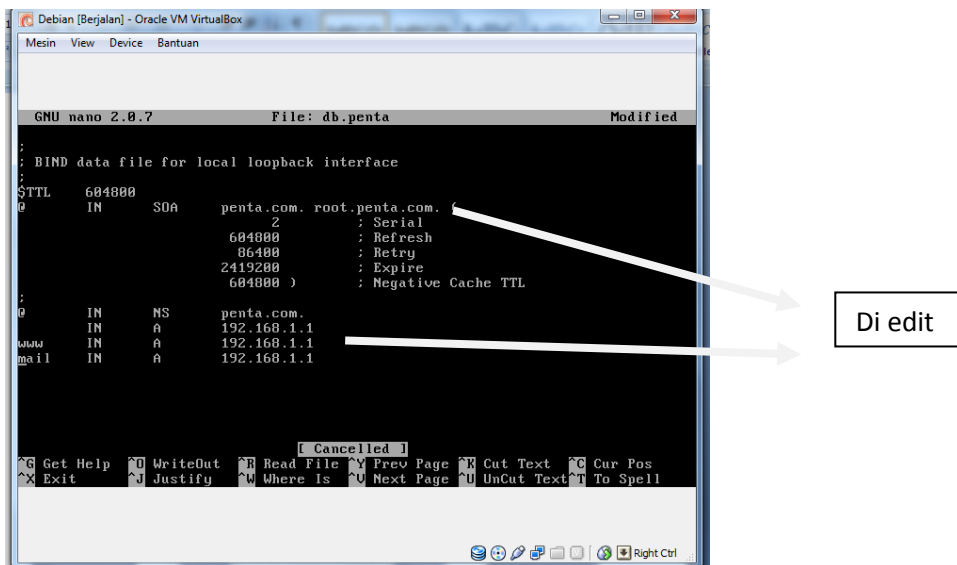 Debian [Berjalan] - Oracle VM VirtualBox
Mesin View Device Bantuan
GNU nano 2.0.7 File: db.penta Modified
;
; BIND data file for local loopback interface
;
$TTL 604800
@ IN SOA penta.com. root.penta.com. (
2 ; Serial
604800 ; Refresh
86400 ; Retry
2419200 ; Expire
604800 ) ; Negative Cache TTL
;
@ IN NS penta.com.
IN A 192.168.1.1
www IN A 192.168.1.1
mail IN A 192.168.1.1
Di edit
[ Cancelled ]
^G Get Help ^O WriteOut ^R Read File ^Y Prev Page ^K Cut Text ^C Cur Pos
^X Exit ^J Justify ^W Where Is ^V Next Page ^U UnCut Text ^T To Spell
Right Ctrl